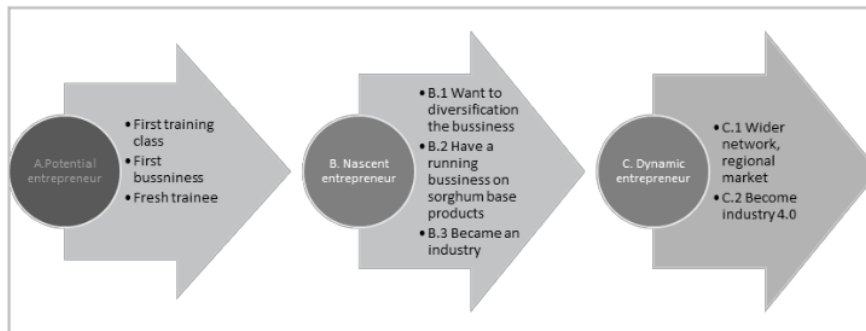 A.Potential
entrepreneur
• First training
class
• First
bussniness
• Fresh trainee
B. Nascent
entrepreneur
• B.1 Want to
diversification
the bussiness
• B.2 Have a
running
bussiness on
sorghum base
products
• B.3 Became an
industry
C. Dynamic
entrepreneur
• C.1 Wider
network,
regional
market
• C.2 Become
industry 4.0